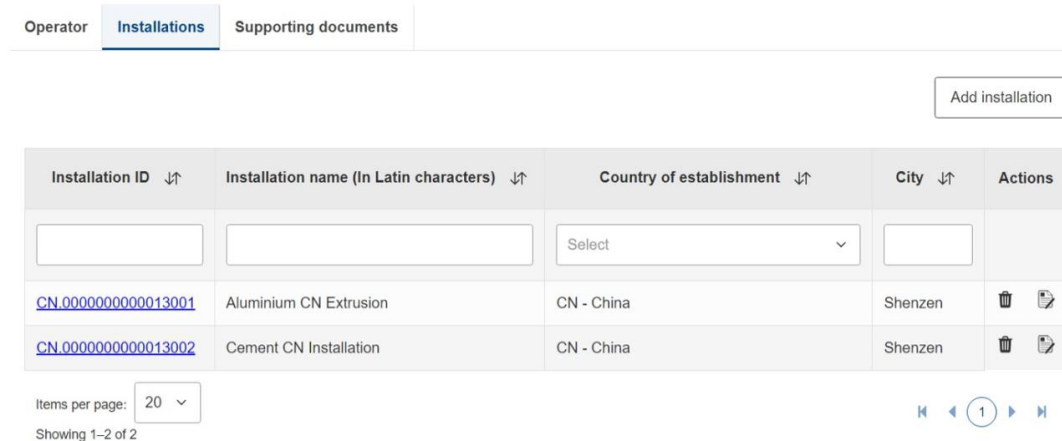 Operator Installations Supporting documents
Add installation
Installation ID Installation name (In Latin characters) Country of establishment City Actions
Select
CN.0000000000013001 Aluminium CN Extrusion CN - China Shenzen
CN.0000000000013002 Cement CN Installation CN - China Shenzen
Items per page: 20 1
Showing 1–2 of 2